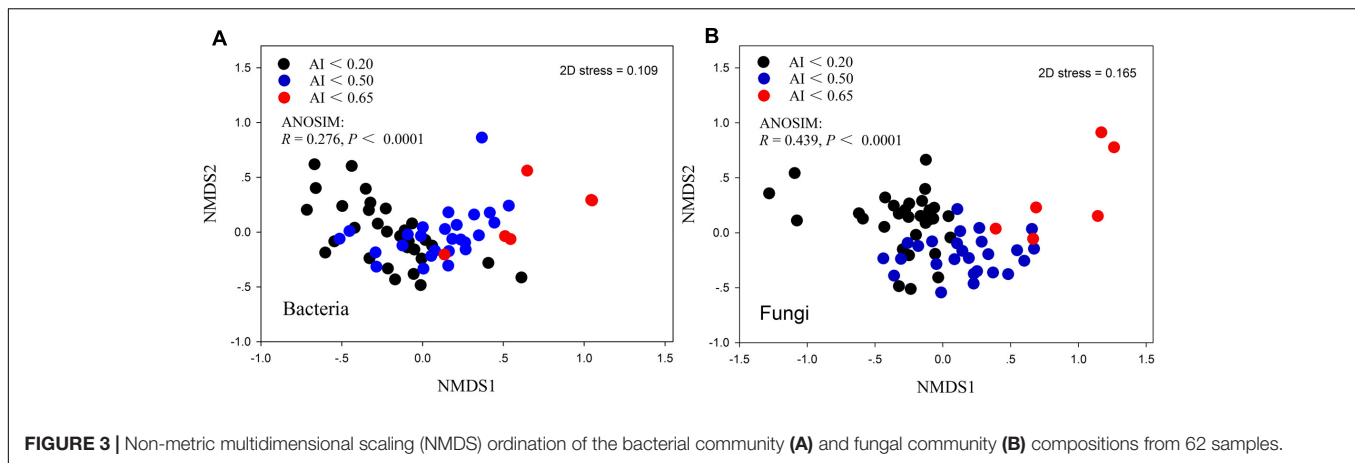 A
AI < 0.20
AI < 0.50
AI < 0.65
2D stress = 0.109
ANOSIM:
R = 0.276, P < 0.0001
Bacteria
1.5
1.0
.5
0.0
-.5
-1.0
NMDS2
-1.0
-.5
0.0
.5
1.0
1.5
NMDS1
B
AI < 0.20
AI < 0.50
AI < 0.65
2D stress = 0.165
ANOSIM:
R = 0.439, P < 0.0001
Fungi
1.5
1.0
.5
0.0
-.5
-1.0
NMDS2
-1.5
-1.0
-.5
0.0
.5
1.0
1.5
NMDS1
FIGURE 3 | Non-metric multidimensional scaling (NMDS) ordination of the bacterial community (A) and fungal community (B) compositions from 62 samples.